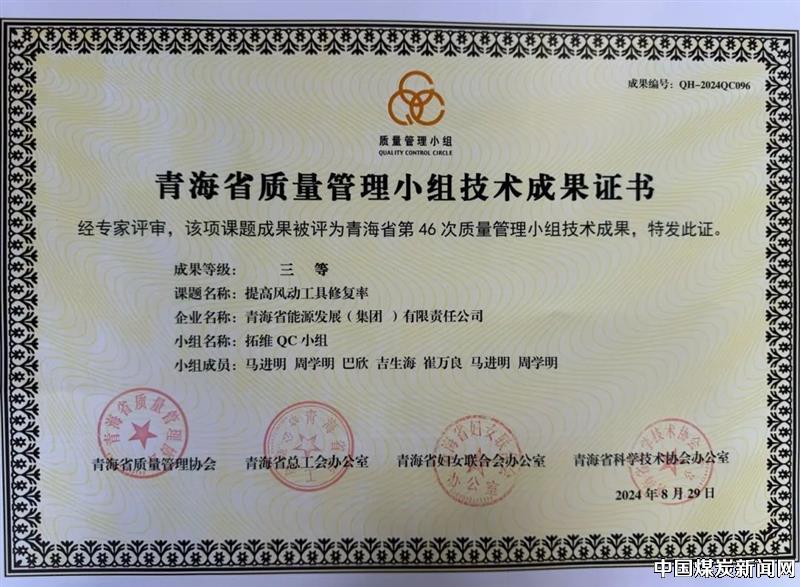 成果编号：QH-2024QC096
质量管理小组
QUALITY CONTROL CIRCLE
青海省质量管理小组技术成果证书
经专家评审，该项课题成果被评为青海省第 46 次质量管理小组技术成果，特发此证。
成果等级： 三 等
课题名称：提高风动工具修复率
企业名称：青海省能源发展（集团 ）有限责任公司
小组名称：拓维 QC 小组
小组成员：马进明 周学明 巴欣 吉生海 崔万良 马进明 周学明
青海省质量管理协会 青海省总工会办公室 青海省妇女联合会办公室 青海省科学技术协会办公室
2024 年 8 月 29 日
中国煤炭新闻网